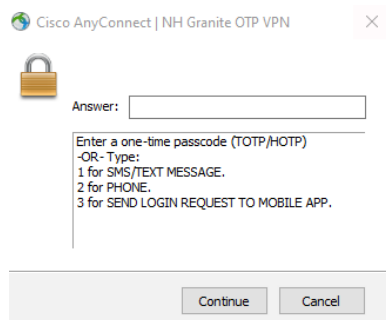 Cisco AnyConnect | NH Granite OTP VPN
Answer:
Enter a one-time passcode (TOTP/HOTP)
-OR- Type:
1 for SMS/TEXT MESSAGE.
2 for PHONE.
3 for SEND LOGIN REQUEST TO MOBILE APP.
Continue Cancel